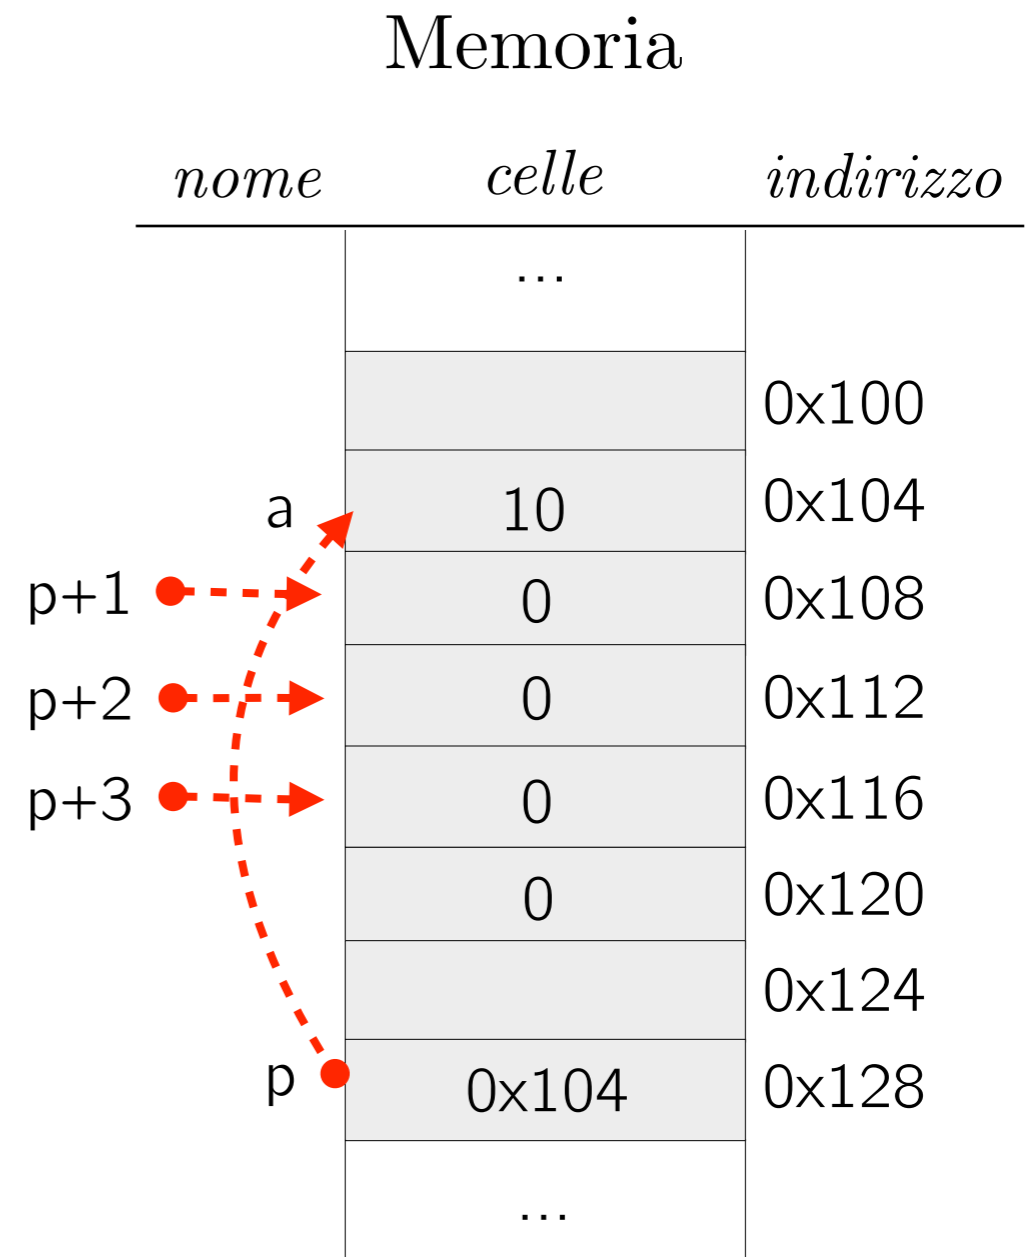 Memoria
nome celle indirizzo
...
0x100
a 10 0x104
p+1 0 0x108
p+2 0 0x112
p+3 0 0x116
0 0x120
0x124
p 0x104 0x128
...